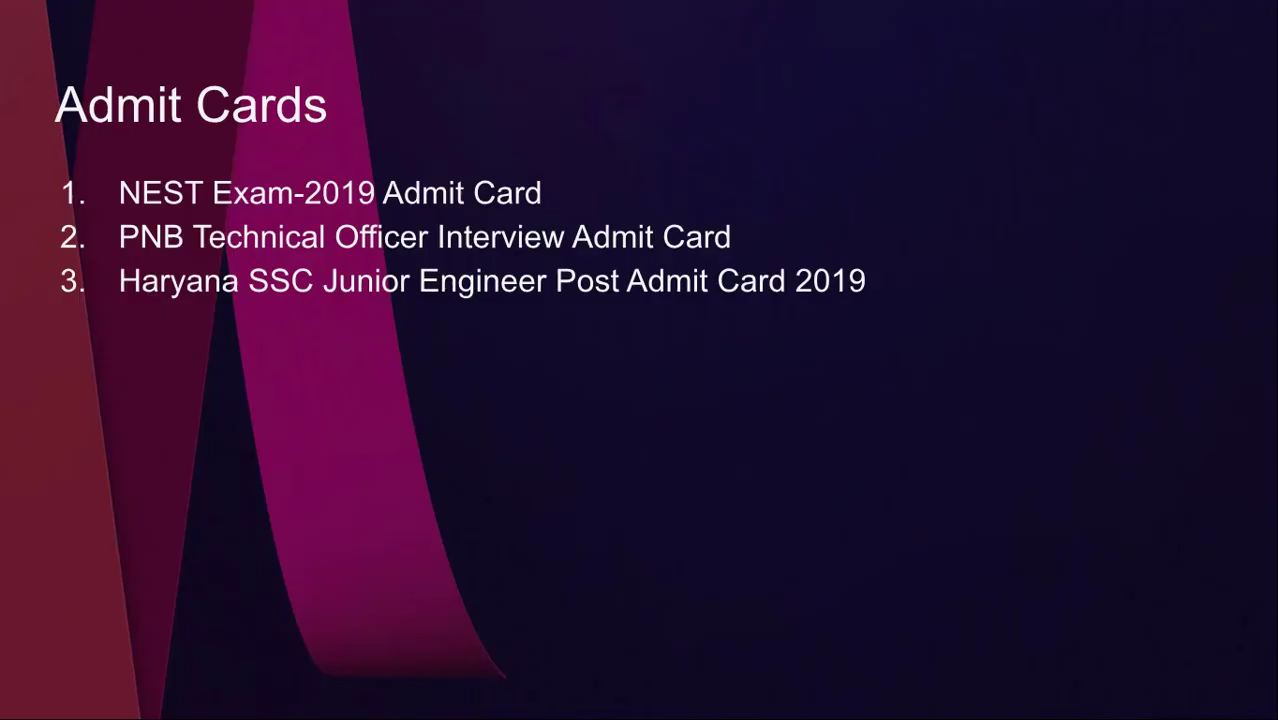 Admit Cards
1. NEST Exam-2019 Admit Card
2. PNB Technical Officer Interview Admit Card
3. Haryana SSC Junior Engineer Post Admit Card 2019